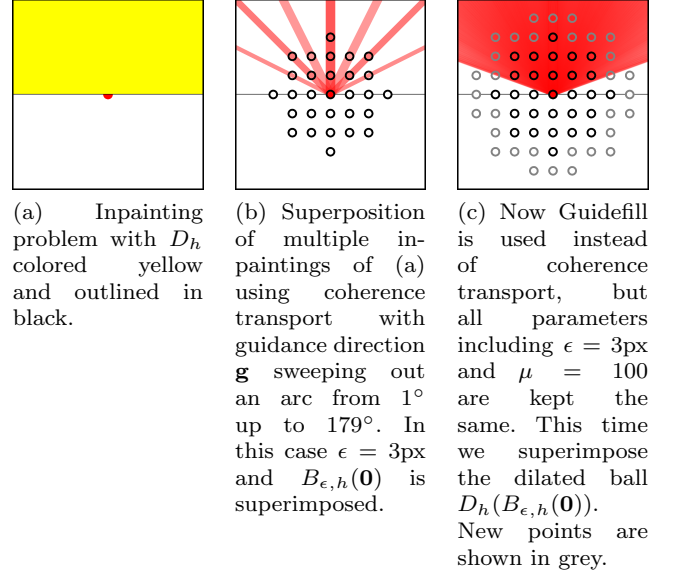 (a) Inpainting
problem with D_h
colored yellow
and outlined in
black.
(b) Superposition
of multiple in-
paintings of (a)
using coherence
transport with
guidance direction
g sweeping out
an arc from 1°
up to 179°. In
this case ϵ = 3px
and B_{ϵ,h}(0) is
superimposed.
(c) Now Guidefill
is used instead
of coherence
transport, but
all parameters
including ϵ = 3px
and μ = 100
are kept the
same. This time
we superimpose
the dilated ball
D_h(B_{ϵ,h}(0)).
New points are
shown in grey.